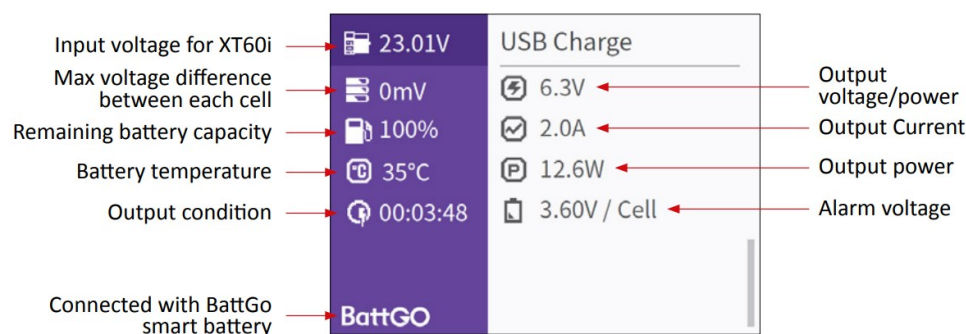 Input voltage for XT60i
Max voltage difference
between each cell
Remaining battery capacity
Battery temperature
Output condition
Connected with BattGo
smart battery
23.01V
0mV
100%
°C 35°C
00:03:48
BattGO
USB Charge
6.3V
2.0A
P 12.6W
3.60V / Cell
Output
voltage/power
Output Current
Output power
Alarm voltage